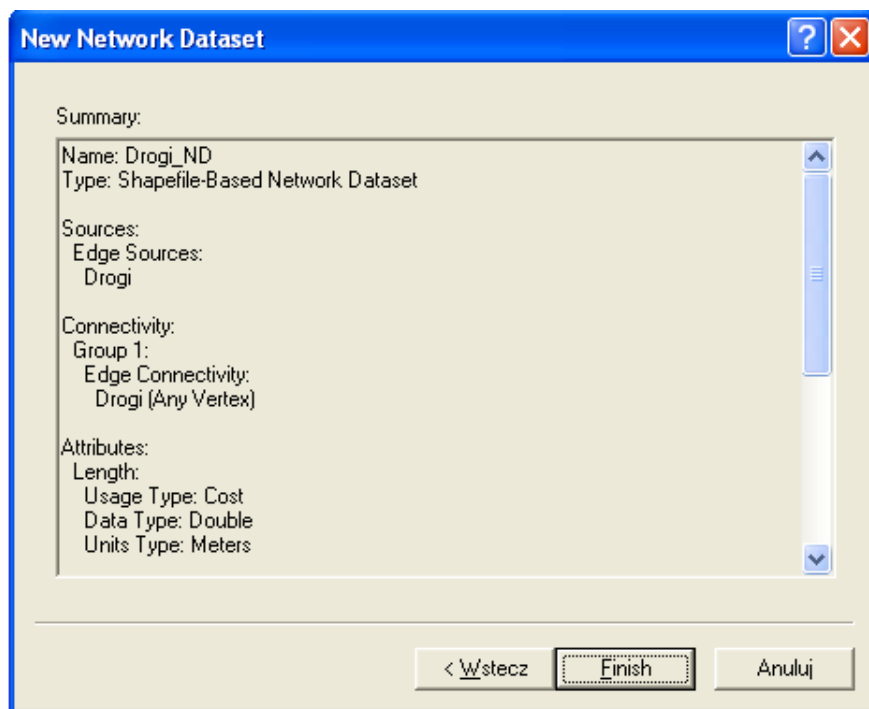 New Network Dataset
Summary:
Name: Drogi_ND
Type: Shapefile-Based Network Dataset
Sources:
Edge Sources:
Drogi
Connectivity:
Group 1:
Edge Connectivity:
Drogi (Any Vertex)
Attributes:
Length:
Usage Type: Cost
Data Type: Double
Units Type: Meters
< Wstecz
Finish
Anuluj